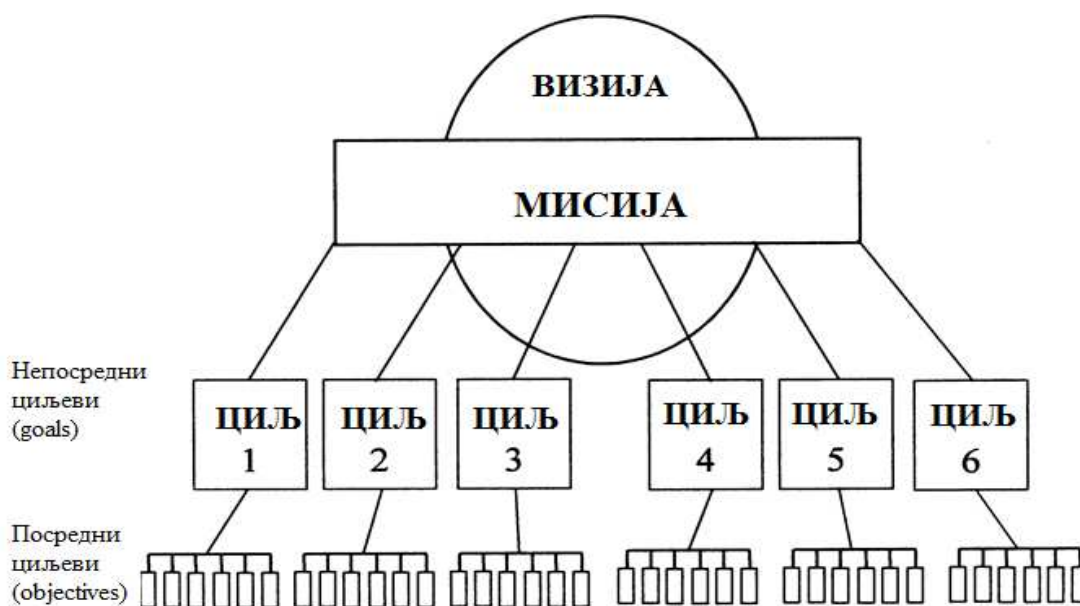 ВИЗИЈА
МИСИЈА
Непосредни
циљеви
(goals)
ЦИЉ
1
ЦИЉ
2
ЦИЉ
3
ЦИЉ
4
ЦИЉ
5
ЦИЉ
6
Посредни
циљеви
(objectives)